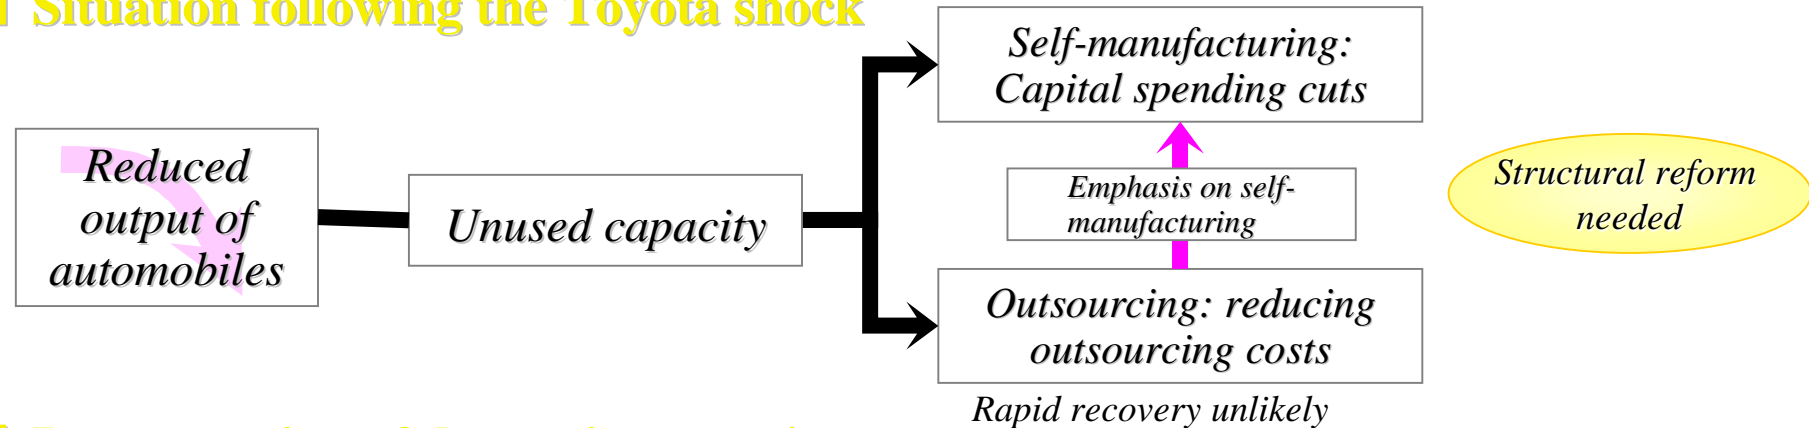 Situation following the Toyota shock
Self-manufacturing:
Capital spending cuts
Reduced
output of
automobiles
Unused capacity
Emphasis on self-
manufacturing
Structural reform
needed
Outsourcing: reducing
outsourcing costs
Rapid recovery unlikely